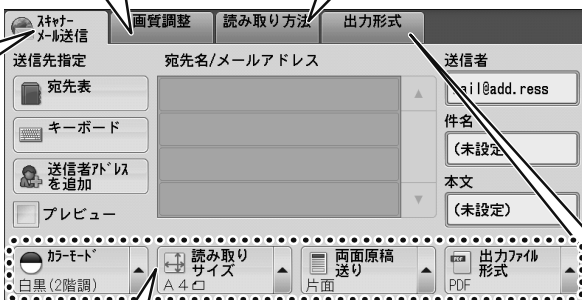 ｽｷｬﾅｰ
ﾒｰﾙ送信
画質調整
読み取り方法
出力形式
送信先指定
宛先名/メールアドレス
送信者
宛先表
ail@add.ress
キーボード
件名
(未設定)
送信者ｱﾄﾞﾚｽ
を追加
本文
プレビュー
(未設定)
ｶﾗｰﾓｰﾄﾞ
白黒(2階調)
読み取り
サイズ
A4
両面原稿
送り
片面
出力ﾌｧｲﾙ
形式
PDF